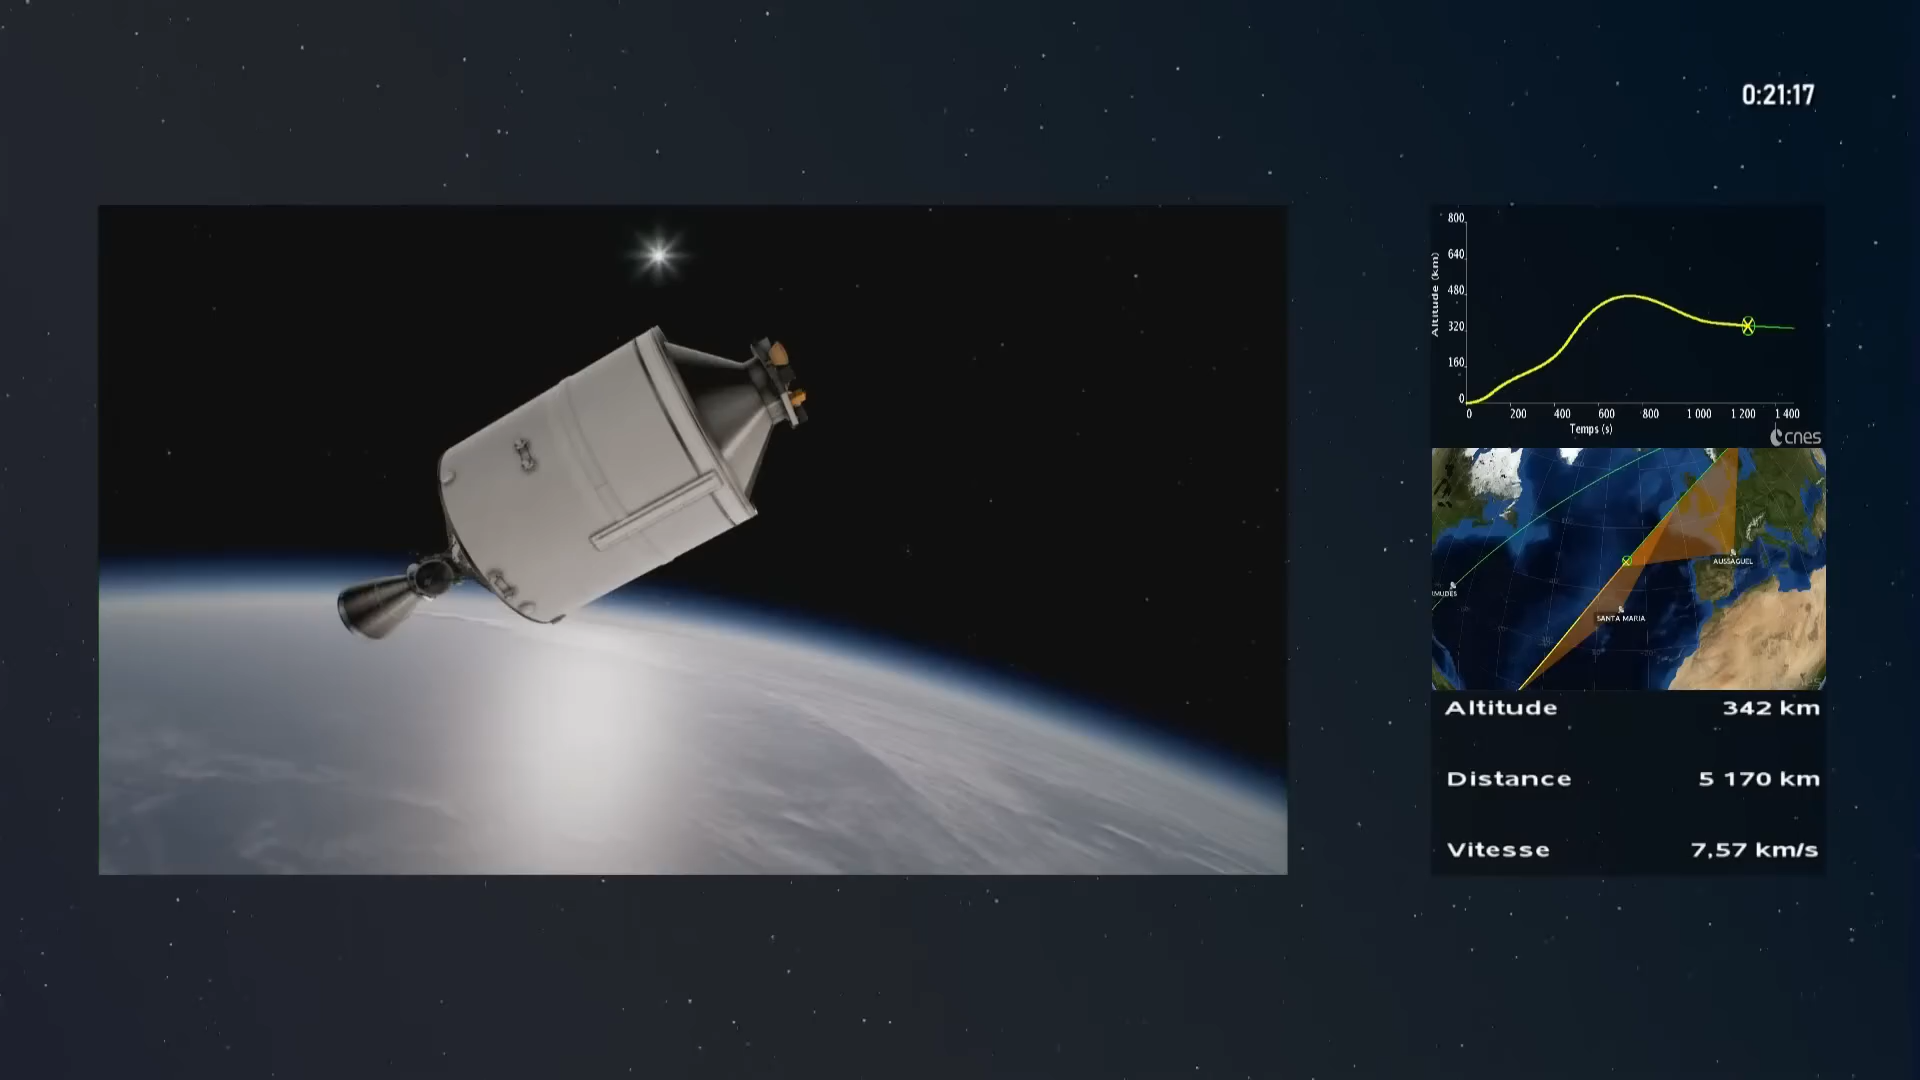 0:21:17
800
640
480
320
160
0
Altitude (km)
0 200 400 600 800 1 000 1 200 1 400
Temps (s)
cnes
AUSSAGUEL
MUDES
SANTA MARIA
Altitude 342 km
Distance 5 170 km
Vitesse 7,57 km/s